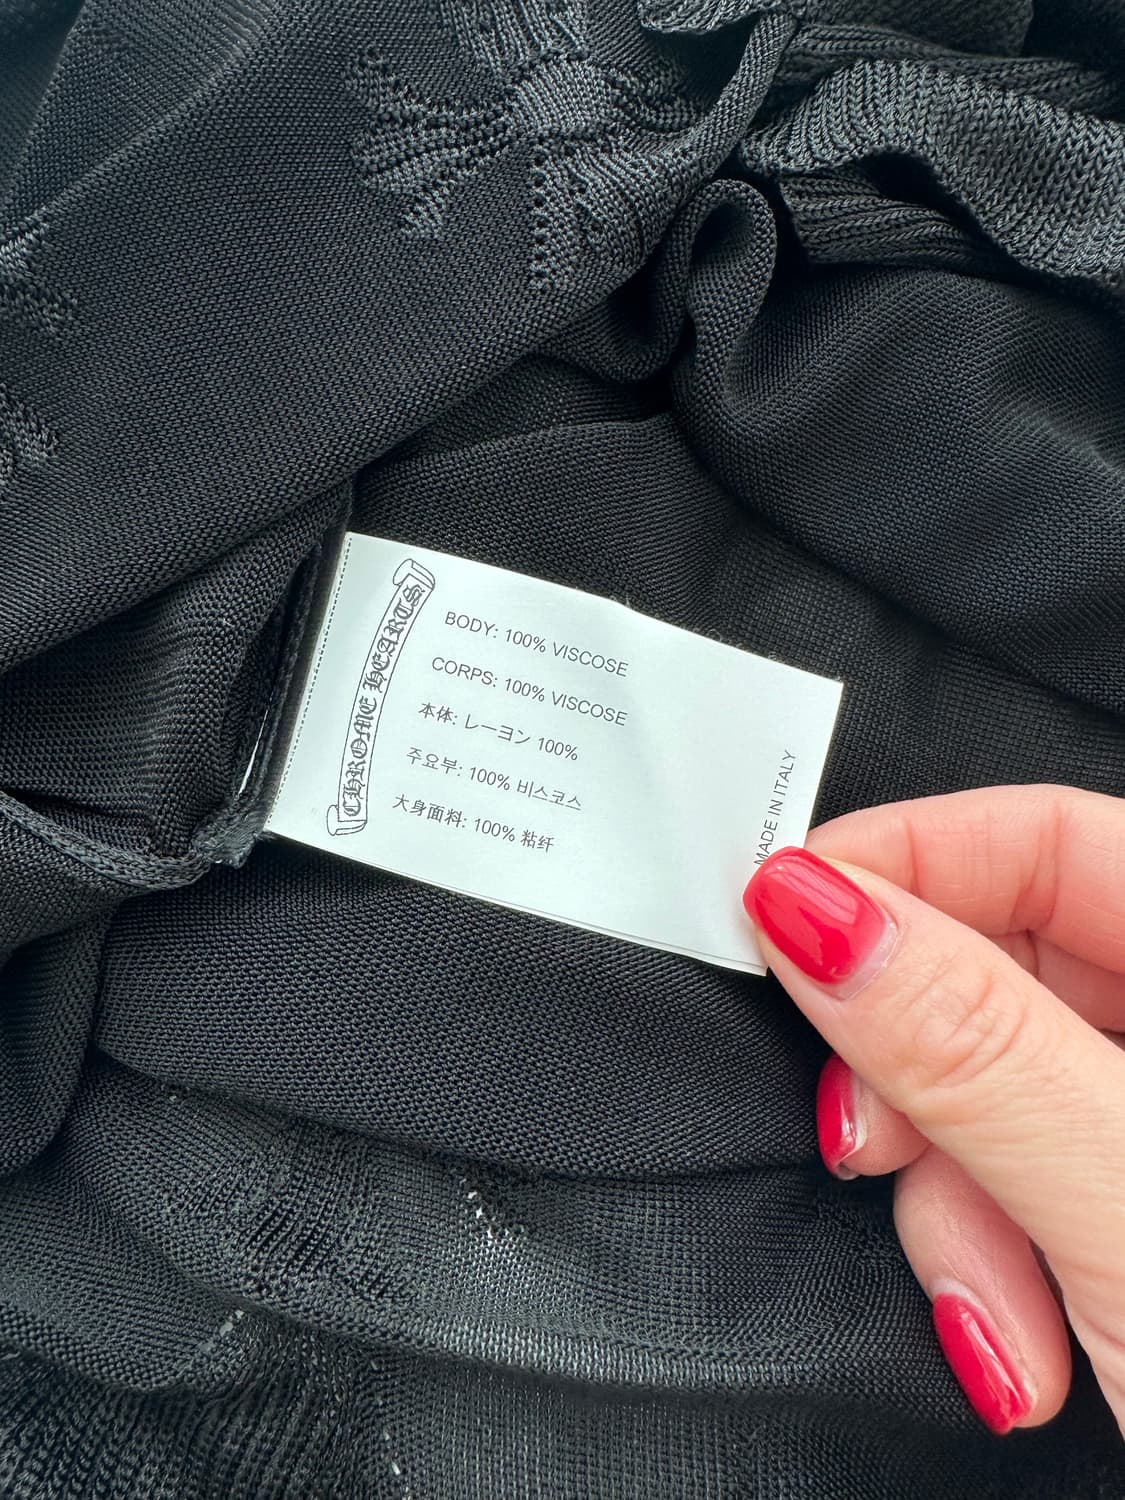 CHROME HEARTS
BODY: 100% VISCOSE
CORPS: 100% VISCOSE
本体: レーヨン 100%
주요부: 100% 비스코스
大身面料: 100% 粘纤
MADE IN ITALY